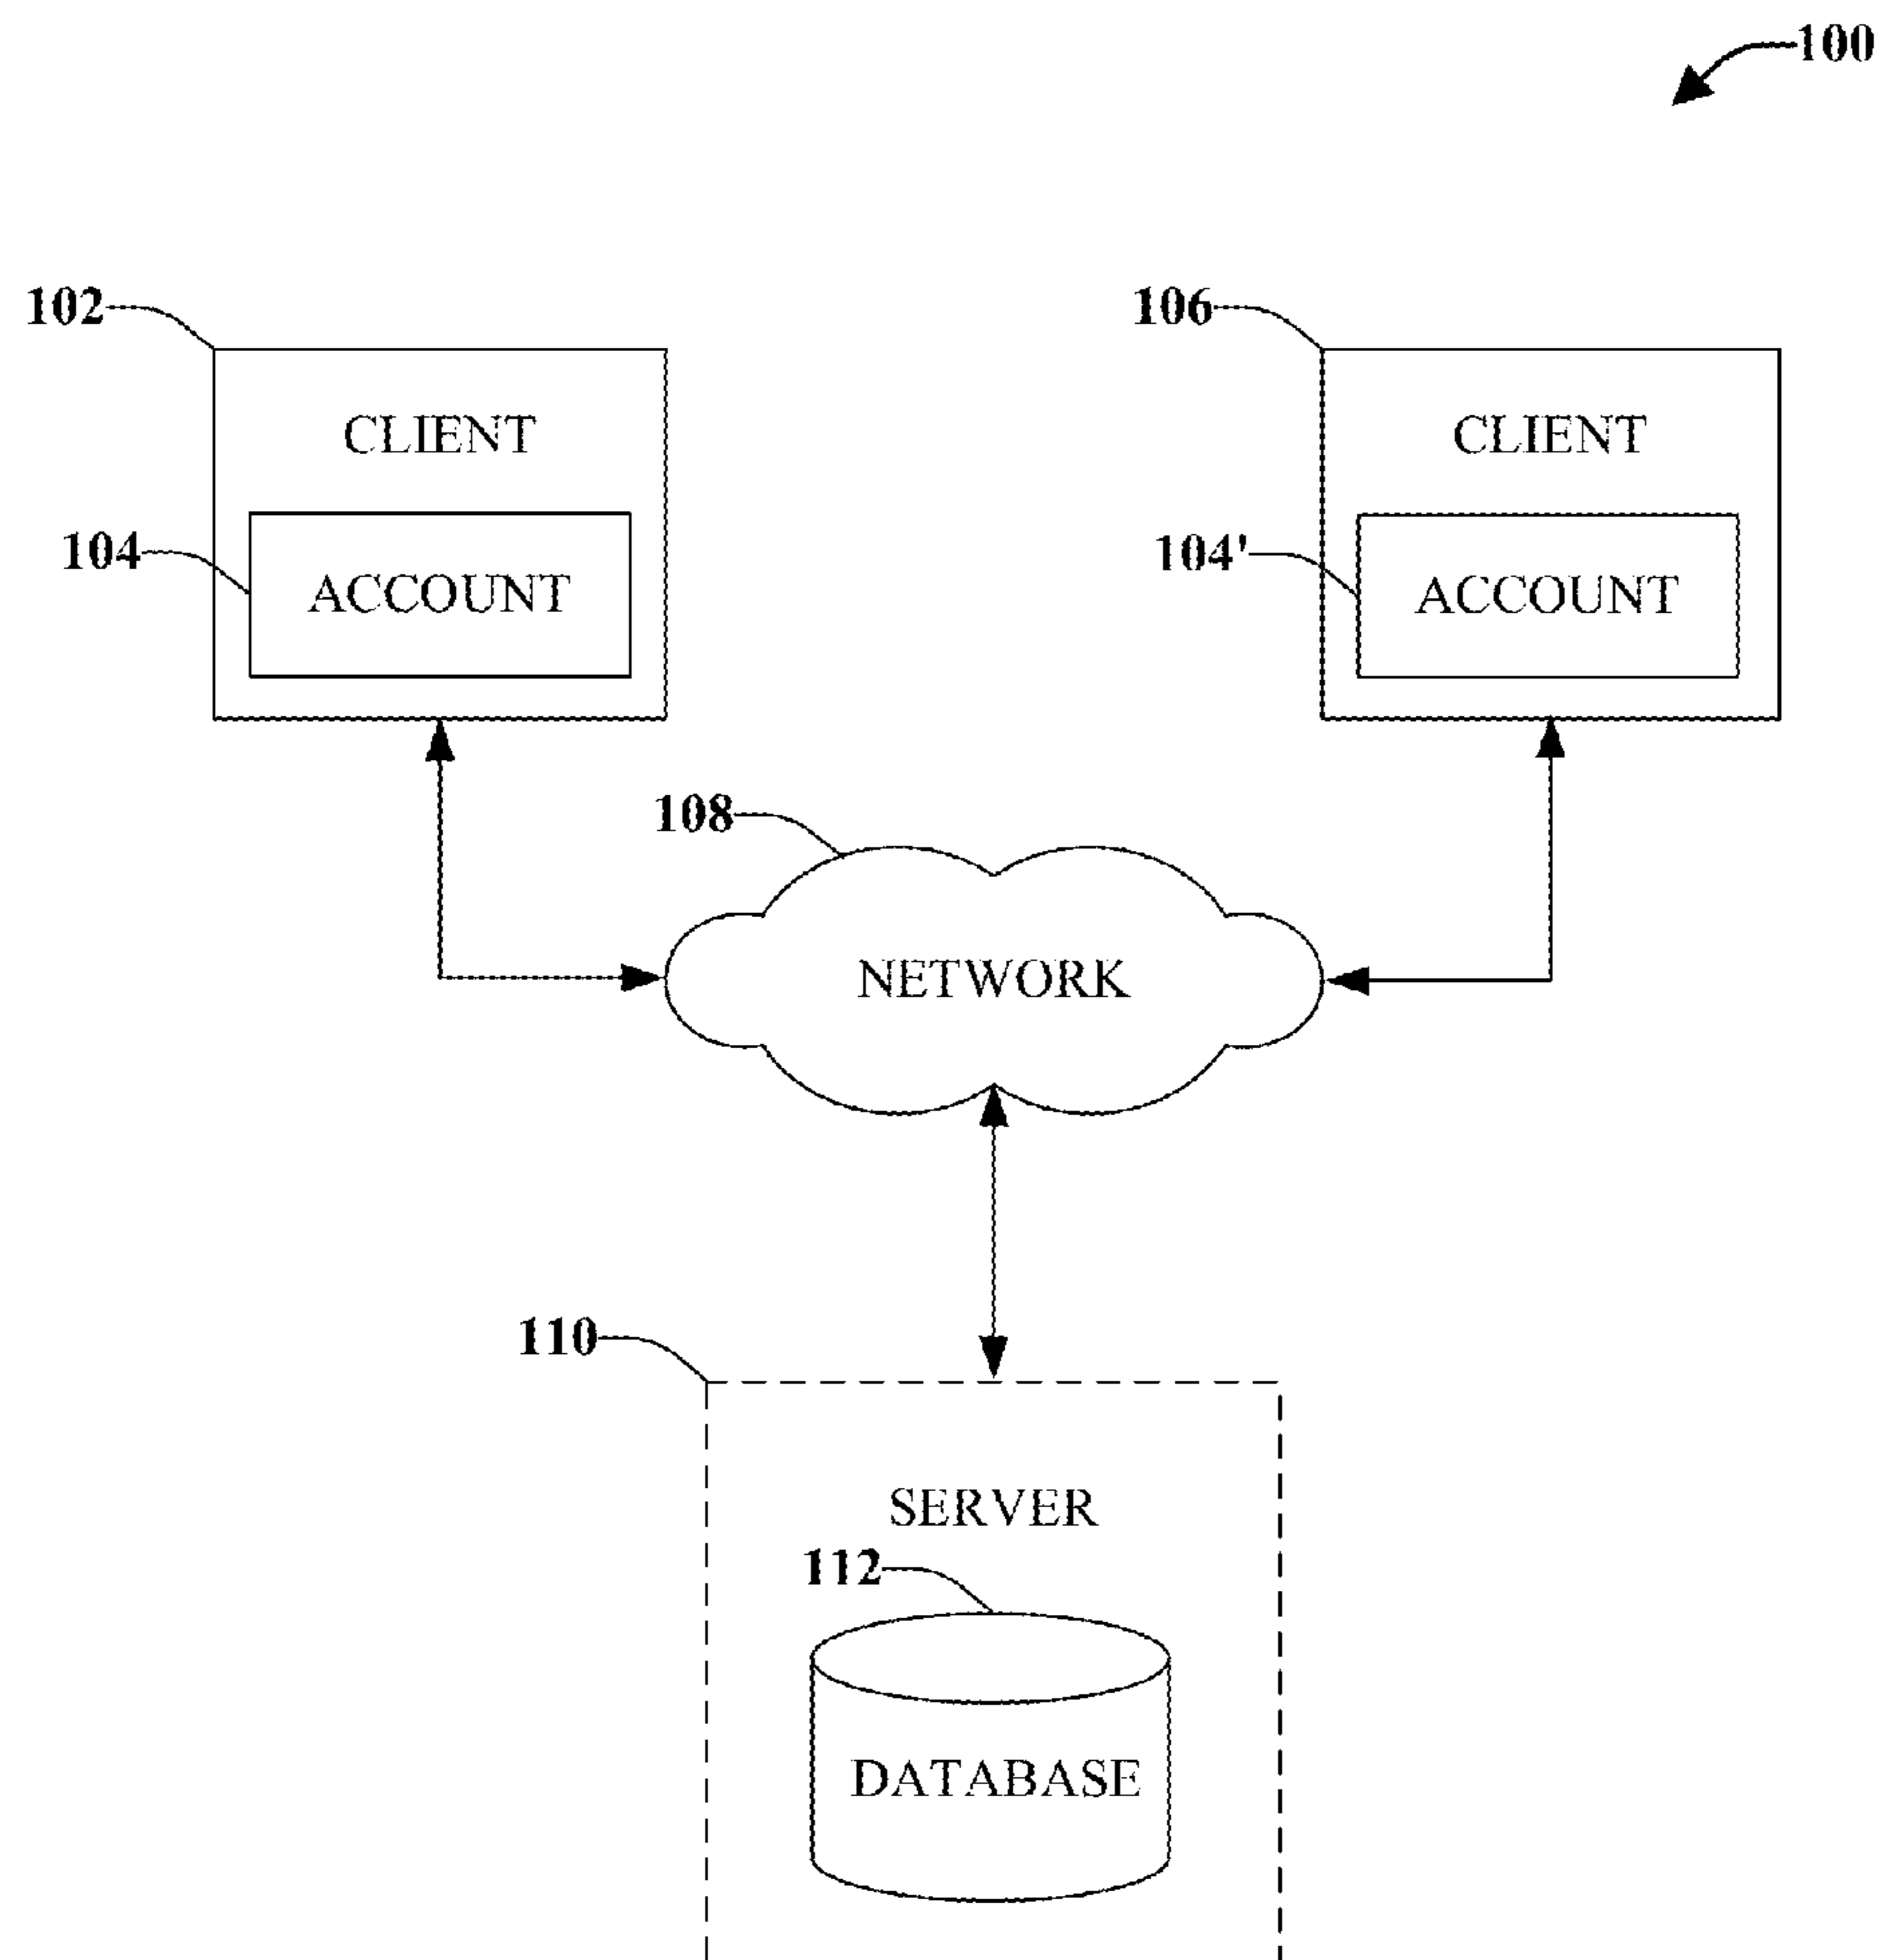 100
102
106
CLIENT
CLIENT
104
104'
ACCOUNT
ACCOUNT
108
NETWORK
110
SERVER
112
DATABASE